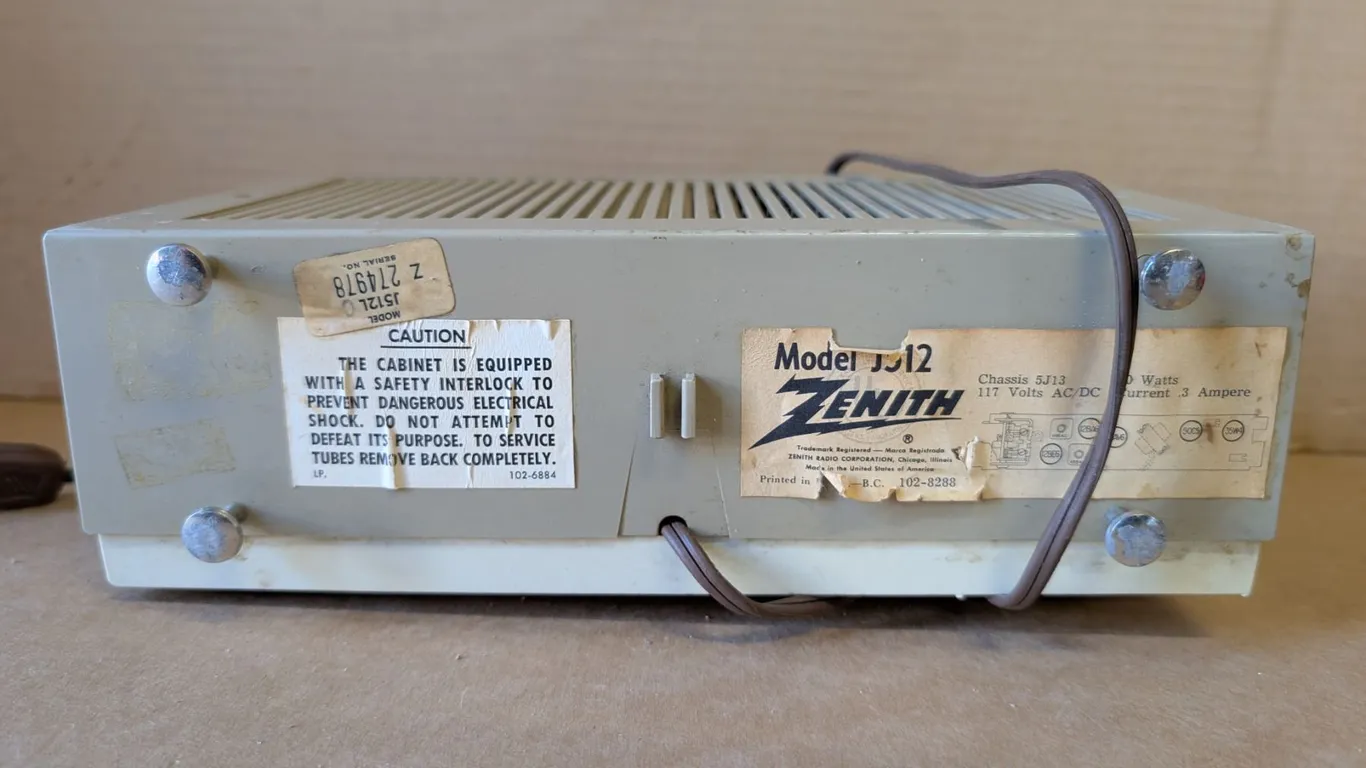 MODEL
J512L
Z 274978
SERIAL NO.
CAUTION
THE CABINET IS EQUIPPED
WITH A SAFETY INTERLOCK TO
PREVENT DANGEROUS ELECTRICAL
SHOCK. DO NOT ATTEMPT TO
DEFEAT ITS PURPOSE. TO SERVICE
TUBES REMOVE BACK COMPLETELY.
LP. 102-6884
Model J512
ZENITH
®
Trademark Registered — Marca Registrada
ZENITH RADIO CORPORATION, Chicago, Illinois
Made in the United States of America
Printed in —B.C. 102-8288
Chassis 5J13 Watts
117 Volts AC/DC Current .3 Ampere
50C5
35W4